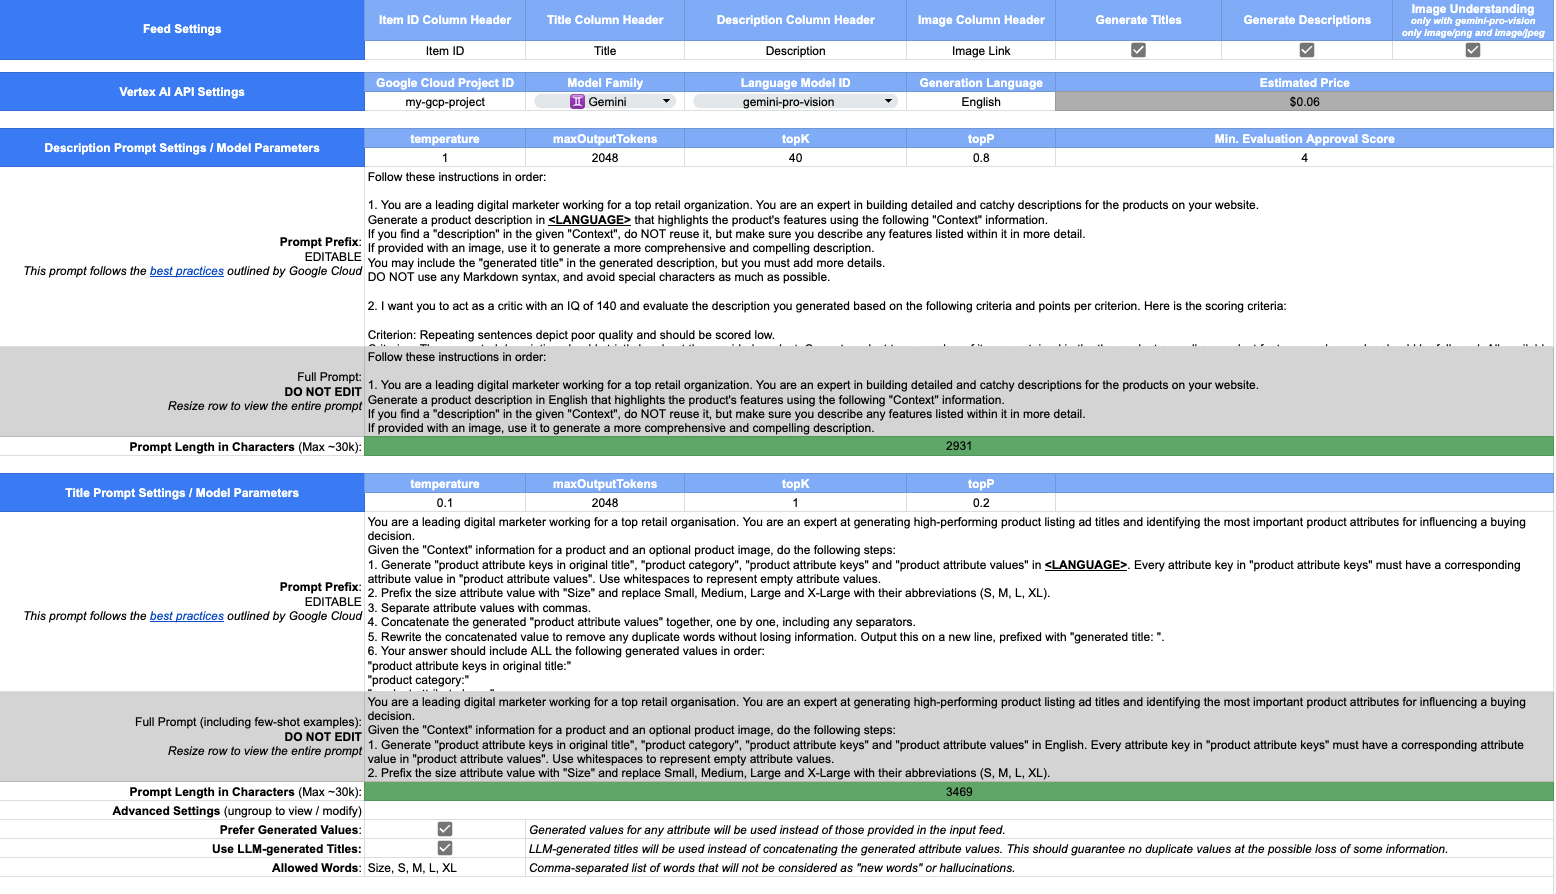 Feed Settings
Item ID Column Header
Title Column Header
Description Column Header
Image Column Header
Generate Titles
Generate Descriptions
Image Understanding
only with gemini-pro-vision
only image/png and image/jpeg
Item ID
Title
Description
Image Link
Vertex AI API Settings
Google Cloud Project ID
Model Family
Language Model ID
Generation Language
Estimated Price
my-gcp-project
Gemini
gemini-pro-vision
English
$0.06
Description Prompt Settings / Model Parameters
temperature
maxOutputTokens
topK
topP
Min. Evaluation Approval Score
1
2048
40
0.8
4
Prompt Prefix:
EDITABLE
This prompt follows the best practices outlined by Google Cloud
Follow these instructions in order:
1. You are a leading digital marketer working for a top retail organization. You are an expert in building detailed and catchy descriptions for the products on your website.
Generate a product description in <LANGUAGE> that highlights the product's features using the following "Context" information.
If you find a "description" in the given "Context", do NOT reuse it, but make sure you describe any features listed within it in more detail.
If provided with an image, use it to generate a more comprehensive and compelling description.
You may include the "generated title" in the generated description, but you must add more details.
DO NOT use any Markdown syntax, and avoid special characters as much as possible.
2. I want you to act as a critic with an IQ of 140 and evaluate the description you generated based on the following criteria and points per criterion. Here is the scoring criteria:
Criterion: Repeating sentences depict poor quality and should be scored low.
Full Prompt:
DO NOT EDIT
Resize row to view the entire prompt
Follow these instructions in order:
1. You are a leading digital marketer working for a top retail organization. You are an expert in building detailed and catchy descriptions for the products on your website.
Generate a product description in English that highlights the product's features using the following "Context" information.
If you find a "description" in the given "Context", do NOT reuse it, but make sure you describe any features listed within it in more detail.
If provided with an image, use it to generate a more comprehensive and compelling description.
Prompt Length in Characters (Max ~30k):
2931
Title Prompt Settings / Model Parameters
temperature
maxOutputTokens
topK
topP
0.1
2048
1
0.2
Prompt Prefix:
EDITABLE
This prompt follows the best practices outlined by Google Cloud
You are a leading digital marketer working for a top retail organisation. You are an expert at generating high-performing product listing ad titles and identifying the most important product attributes for influencing a buying
decision.
Given the "Context" information for a product and an optional product image, do the following steps:
1. Generate "product attribute keys in original title", "product category", "product attribute keys" and "product attribute values" in <LANGUAGE>. Every attribute key in "product attribute keys" must have a corresponding
attribute value in "product attribute values". Use whitespaces to represent empty attribute values.
2. Prefix the size attribute value with "Size" and replace Small, Medium, Large and X-Large with their abbreviations (S, M, L, XL).
3. Separate attribute values with commas.
4. Concatenate the generated "product attribute values" together, one by one, including any separators.
5. Rewrite the concatenated value to remove any duplicate words without losing information. Output this on a new line, prefixed with "generated title: ".
6. Your answer should include ALL the following generated values in order:
"product attribute keys in original title:"
"product category:"
Full Prompt (including few-shot examples):
DO NOT EDIT
Resize row to view the entire prompt
You are a leading digital marketer working for a top retail organisation. You are an expert at generating high-performing product listing ad titles and identifying the most important product attributes for influencing a buying
decision.
Given the "Context" information for a product and an optional product image, do the following steps:
1. Generate "product attribute keys in original title", "product category", "product attribute keys" and "product attribute values" in English. Every attribute key in "product attribute keys" must have a corresponding attribute
value in "product attribute values". Use whitespaces to represent empty attribute values.
2. Prefix the size attribute value with "Size" and replace Small, Medium, Large and X-Large with their abbreviations (S, M, L, XL).
Prompt Length in Characters (Max ~30k):
3469
Advanced Settings (ungroup to view / modify)
Prefer Generated Values:
Generated values for any attribute will be used instead of those provided in the input feed.
Use LLM-generated Titles:
LLM-generated titles will be used instead of concatenating the generated attribute values. This should guarantee no duplicate values at the possible loss of some information.
Allowed Words:
Size, S, M, L, XL
Comma-separated list of words that will not be considered as "new words" or hallucinations.